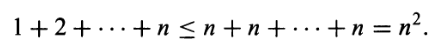 1 + 2 + ··· + n ≤ n + n + ··· + n = n².